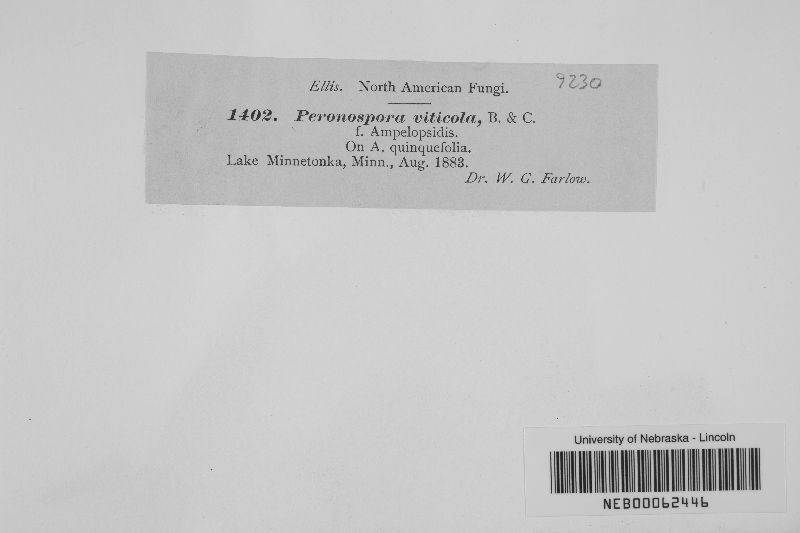 Ellis. North American Fungi. 9230
1402. Peronospora viticola, B. & C.
f. Ampelopsidis.
On A. quinquefolia.
Lake Minnetonka, Minn., Aug. 1883.
Dr. W. G. Farlow.
University of Nebraska - Lincoln
NEB00062446